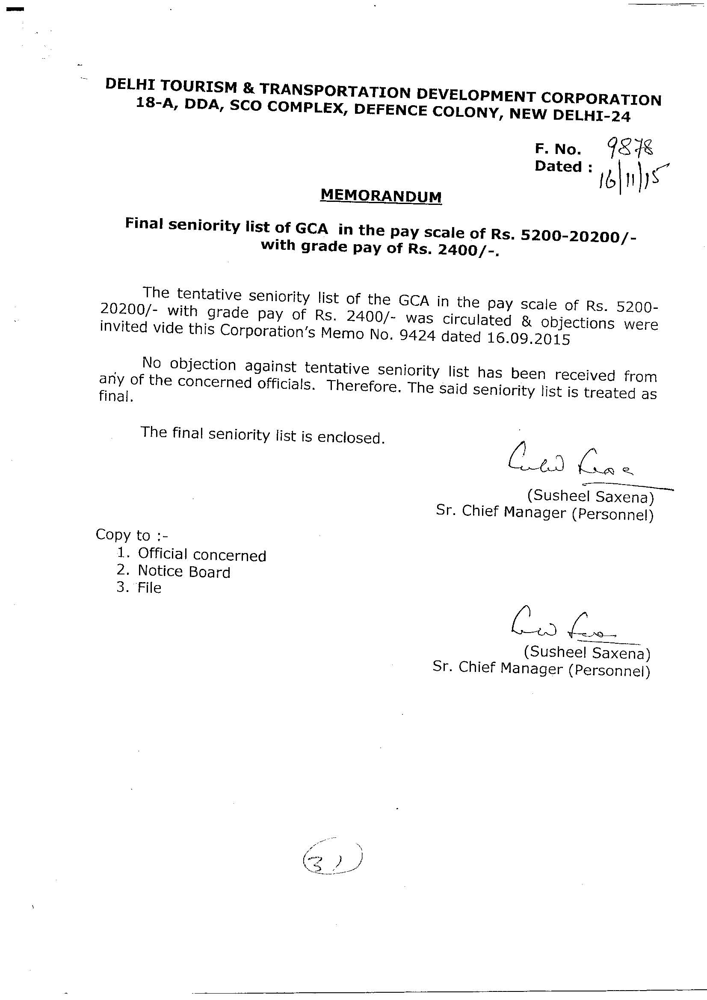 DELHI TOURISM & TRANSPORTATION DEVELOPMENT CORPORATION
18-A, DDA, SCO COMPLEX, DEFENCE COLONY, NEW DELHI-24
F. No. 9878
Dated : 16/11/15
MEMORANDUM
Final seniority list of GCA in the pay scale of Rs. 5200-20200/-
with grade pay of Rs. 2400/-.
The tentative seniority list of the GCA in the pay scale of Rs. 5200-
20200/- with grade pay of Rs. 2400/- was circulated & objections were
invited vide this Corporation's Memo No. 9424 dated 16.09.2015
No objection against tentative seniority list has been received from
any of the concerned officials. Therefore. The said seniority list is treated as
final.
The final seniority list is enclosed.
(Susheel Saxena)
Sr. Chief Manager (Personnel)
Copy to :-
1. Official concerned
2. Notice Board
3. File
(Susheel Saxena)
Sr. Chief Manager (Personnel)
31